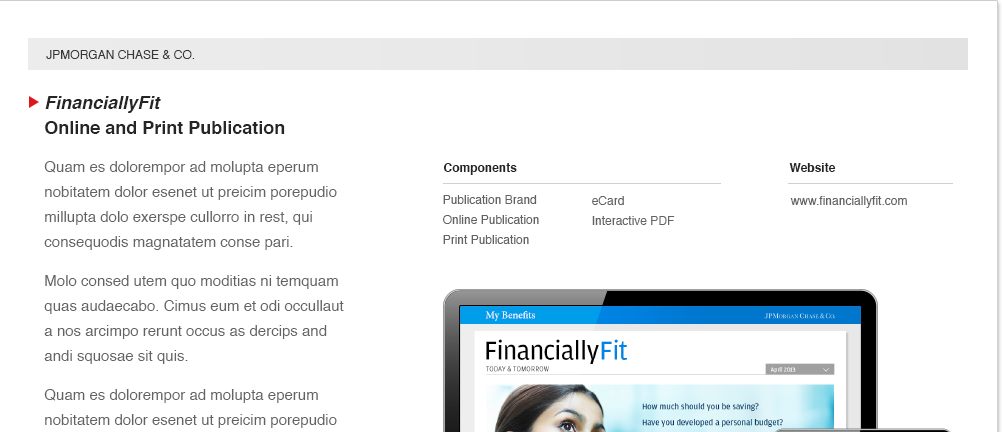 JPMORGAN CHASE & CO.
FinanciallyFit
Online and Print Publication
Quam es dolorempor ad molupta eperum
nobitatem dolor esenet ut preicim porepudio
millupta dolo exerspe cullorro in rest, qui
consequodis magnatatem conse pari.
Molo consed utem quo moditias ni temquam
quas audaecabo. Cimus eum et odi occullaut
a nos arcimpo rerunt occus as dercips and
andi squosae sit quis.
Quam es dolorempor ad molupta eperum
nobitatem dolor esenet ut preicim porepudio
Components
Publication Brand
Online Publication
Print Publication
eCard
Interactive PDF
Website
www.financiallyfit.com
My Benefits
JPMORGAN CHASE & CO.
FinanciallyFit
TODAY & TOMORROW
April 2013
How much should you be saving?
Have you developed a personal budget?